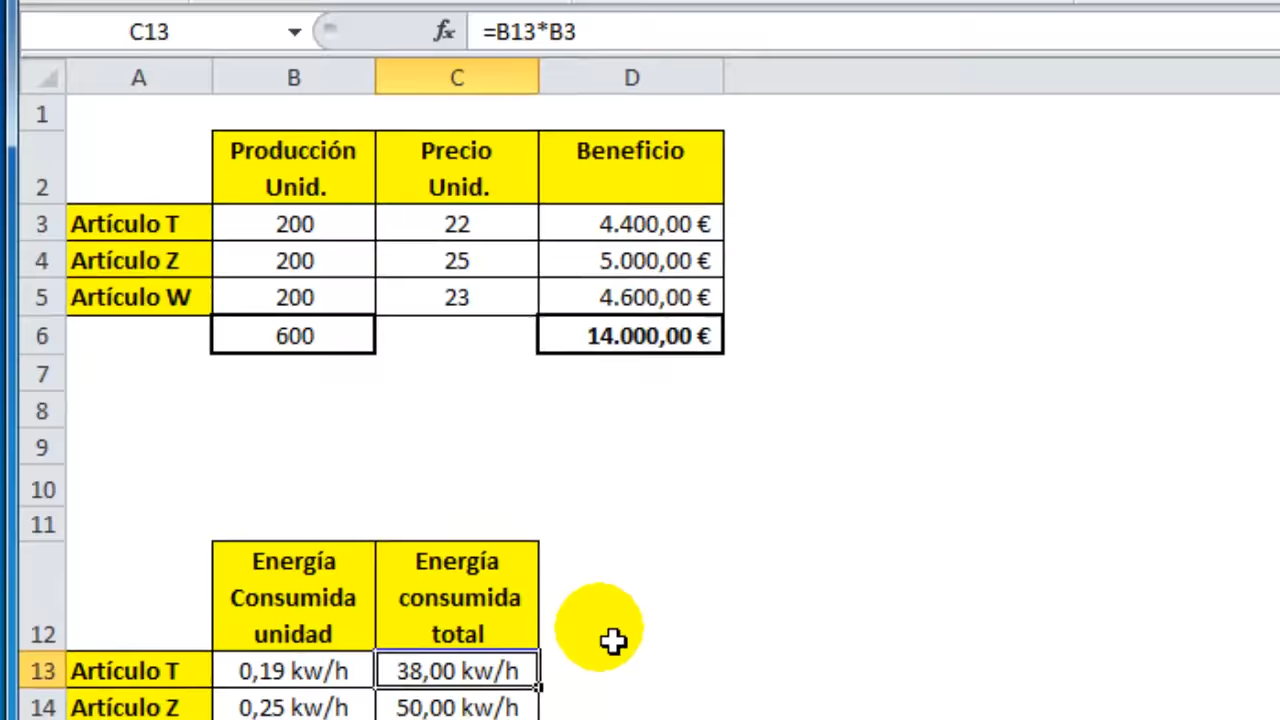 C13 fx =B13*B3
A B C D
1
Producción Precio Beneficio
2 Unid. Unid.
3 Artículo T 200 22 4.400,00 €
4 Artículo Z 200 25 5.000,00 €
5 Artículo W 200 23 4.600,00 €
6 600 14.000,00 €
7
8
9
10
11
Energía Energía
Consumida consumida
12 unidad total
13 Artículo T 0,19 kw/h 38,00 kw/h
14 Artículo Z 0,25 kw/h 50,00 kw/h